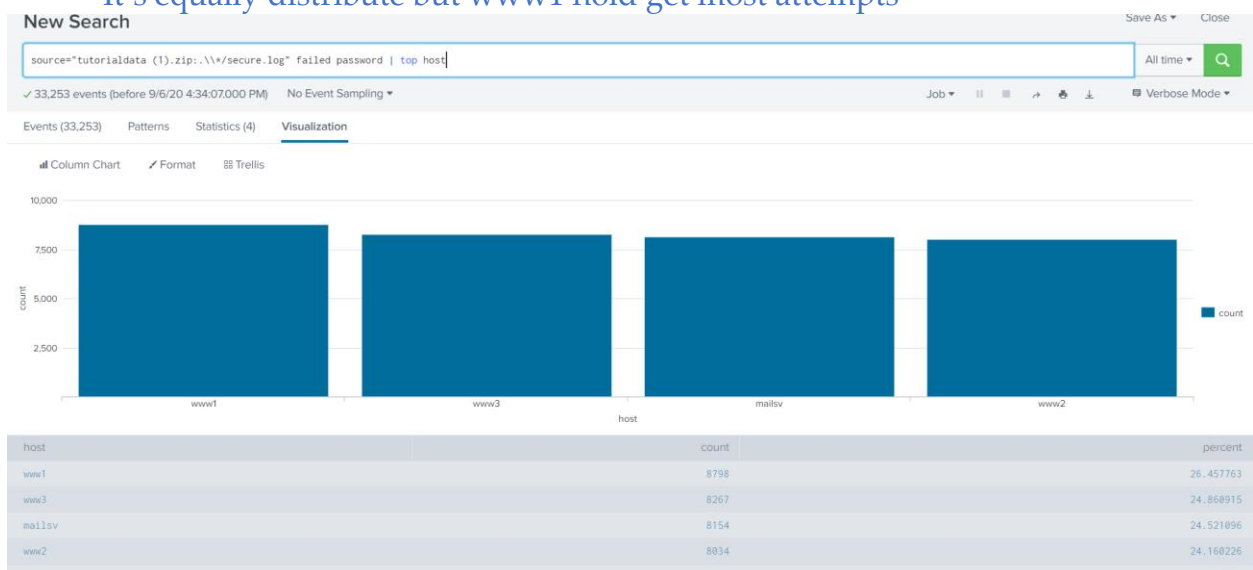 It's equally distribute but www1 hold get most attempts
New Search
Save As ▾ Close
source="tutorialdata (1).zip:.\\*/secure.log" failed password | top host
All time ▾
✓ 33,253 events (before 9/6/20 4:34:07.000 PM) No Event Sampling ▾
Job ▾ Verbose Mode ▾
Events (33,253) Patterns Statistics (4) Visualization
Column Chart Format Trellis
10,000
7,500
5,000
2,500
count
count
www1 www3 mailsv www2
host
host count percent
www1 8798 26.457763
www3 8267 24.860915
mailsv 8154 24.521096
www2 8034 24.160226